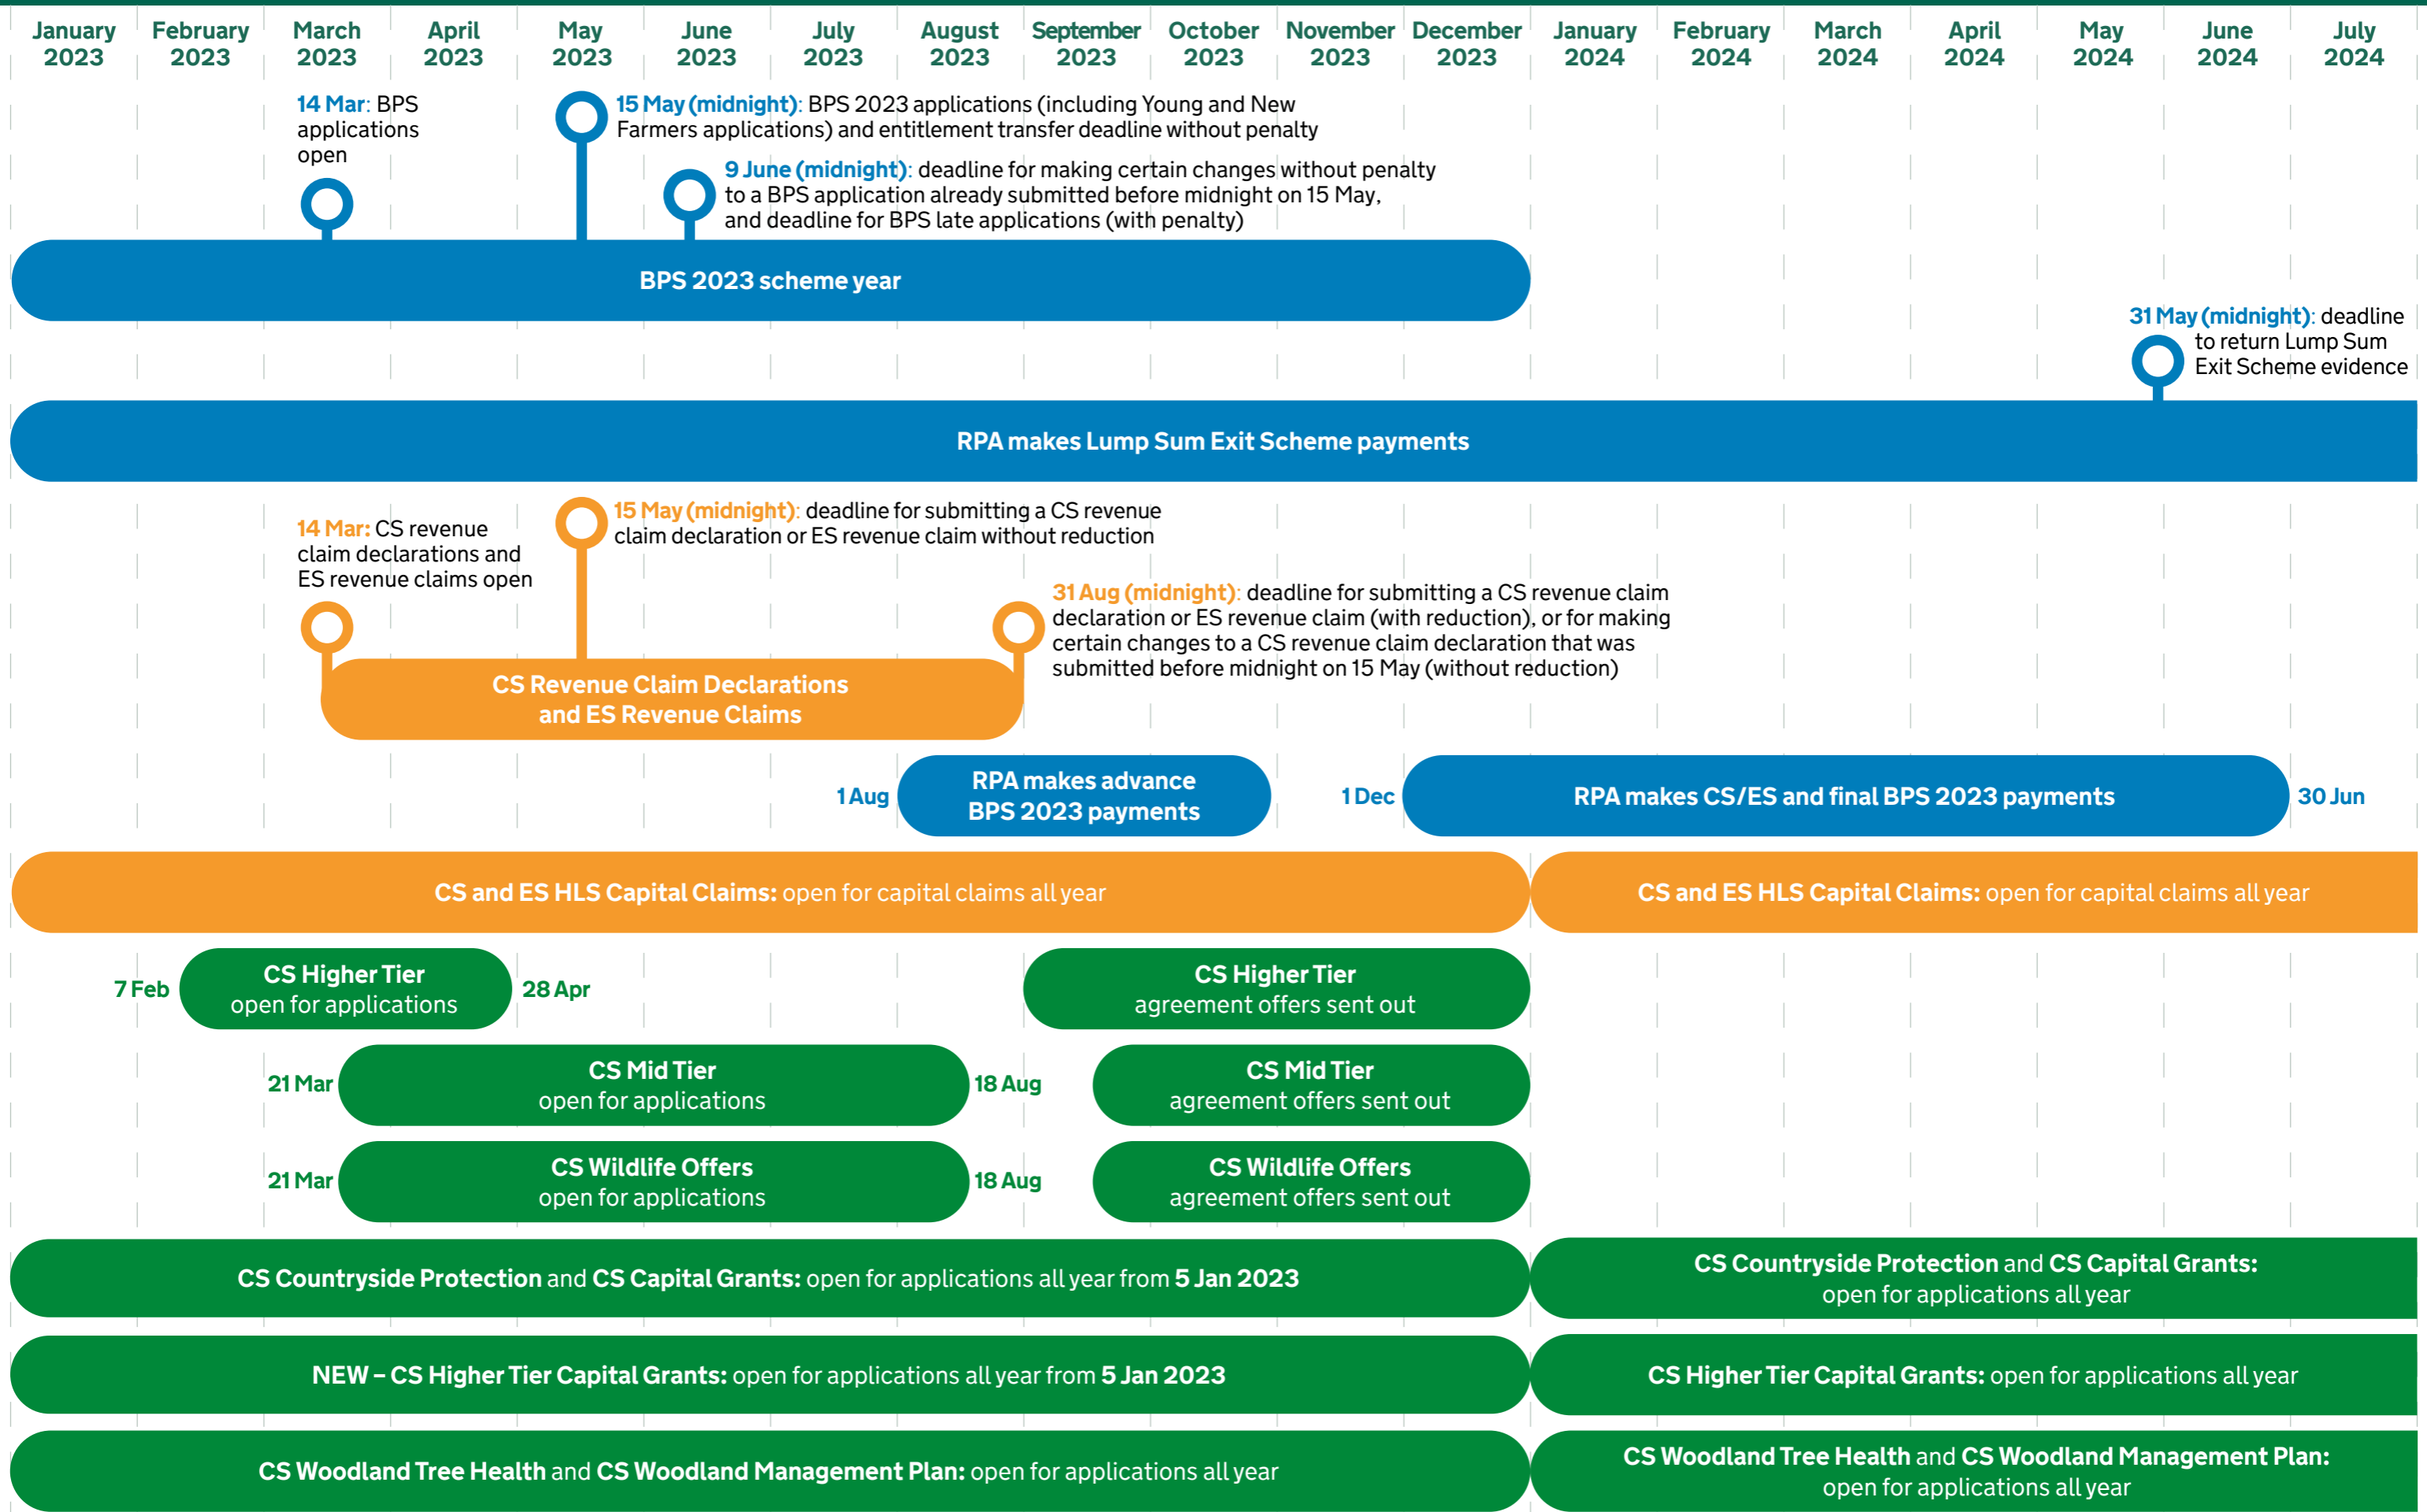 January
2023
February
2023
March
2023
April
2023
May
2023
June
2023
July
2023
August
2023
September
2023
October
2023
November
2023
December
2023
January
2024
February
2024
March
2024
April
2024
May
2024
June
2024
July
2024
14 Mar: BPS
applications
open
15 May (midnight): BPS 2023 applications (including Young and New
Farmers applications) and entitlement transfer deadline without penalty
9 June (midnight): deadline for making certain changes without penalty
to a BPS application already submitted before midnight on 15 May,
and deadline for BPS late applications (with penalty)
BPS 2023 scheme year
31 May (midnight): deadline
to return Lump Sum
Exit Scheme evidence
RPA makes Lump Sum Exit Scheme payments
14 Mar: CS revenue
claim declarations and
ES revenue claims open
15 May (midnight): deadline for submitting a CS revenue
claim declaration or ES revenue claim without reduction
31 Aug (midnight): deadline for submitting a CS revenue claim
declaration or ES revenue claim (with reduction), or for making
certain changes to a CS revenue claim declaration that was
submitted before midnight on 15 May (without reduction)
CS Revenue Claim Declarations
and ES Revenue Claims
1 Aug
RPA makes advance
BPS 2023 payments
1 Dec
RPA makes CS/ES and final BPS 2023 payments
30 Jun
CS and ES HLS Capital Claims: open for capital claims all year
CS and ES HLS Capital Claims: open for capital claims all year
7 Feb
CS Higher Tier
open for applications
28 Apr
CS Higher Tier
agreement offers sent out
21 Mar
CS Mid Tier
open for applications
18 Aug
CS Mid Tier
agreement offers sent out
21 Mar
CS Wildlife Offers
open for applications
18 Aug
CS Wildlife Offers
agreement offers sent out
CS Countryside Protection and CS Capital Grants: open for applications all year from 5 Jan 2023
CS Countryside Protection and CS Capital Grants:
open for applications all year
NEW – CS Higher Tier Capital Grants: open for applications all year from 5 Jan 2023
CS Higher Tier Capital Grants: open for applications all year
CS Woodland Tree Health and CS Woodland Management Plan: open for applications all year
CS Woodland Tree Health and CS Woodland Management Plan:
open for applications all year